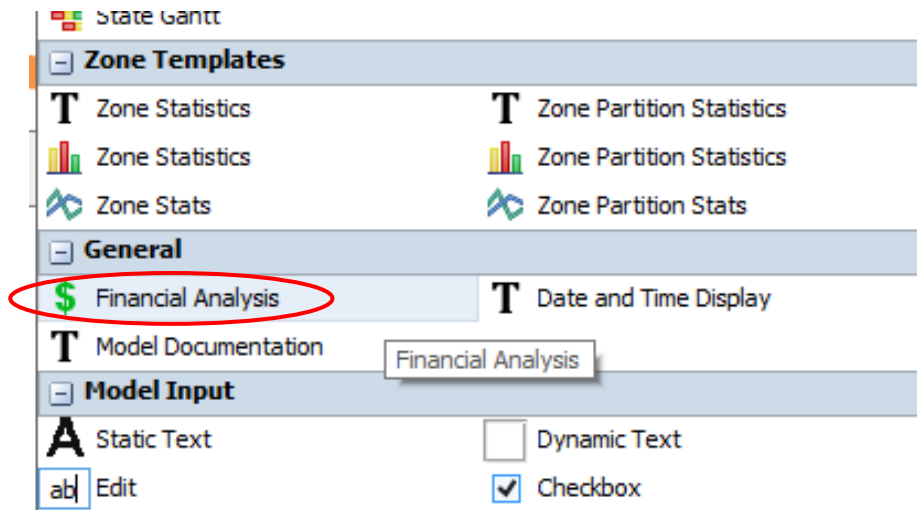 State Gantt
Zone Templates
T Zone Statistics T Zone Partition Statistics
Zone Statistics Zone Partition Statistics
Zone Stats Zone Partition Stats
General
$ Financial Analysis T Date and Time Display
T Model Documentation
Financial Analysis
Model Input
A Static Text Dynamic Text
ab Edit Checkbox